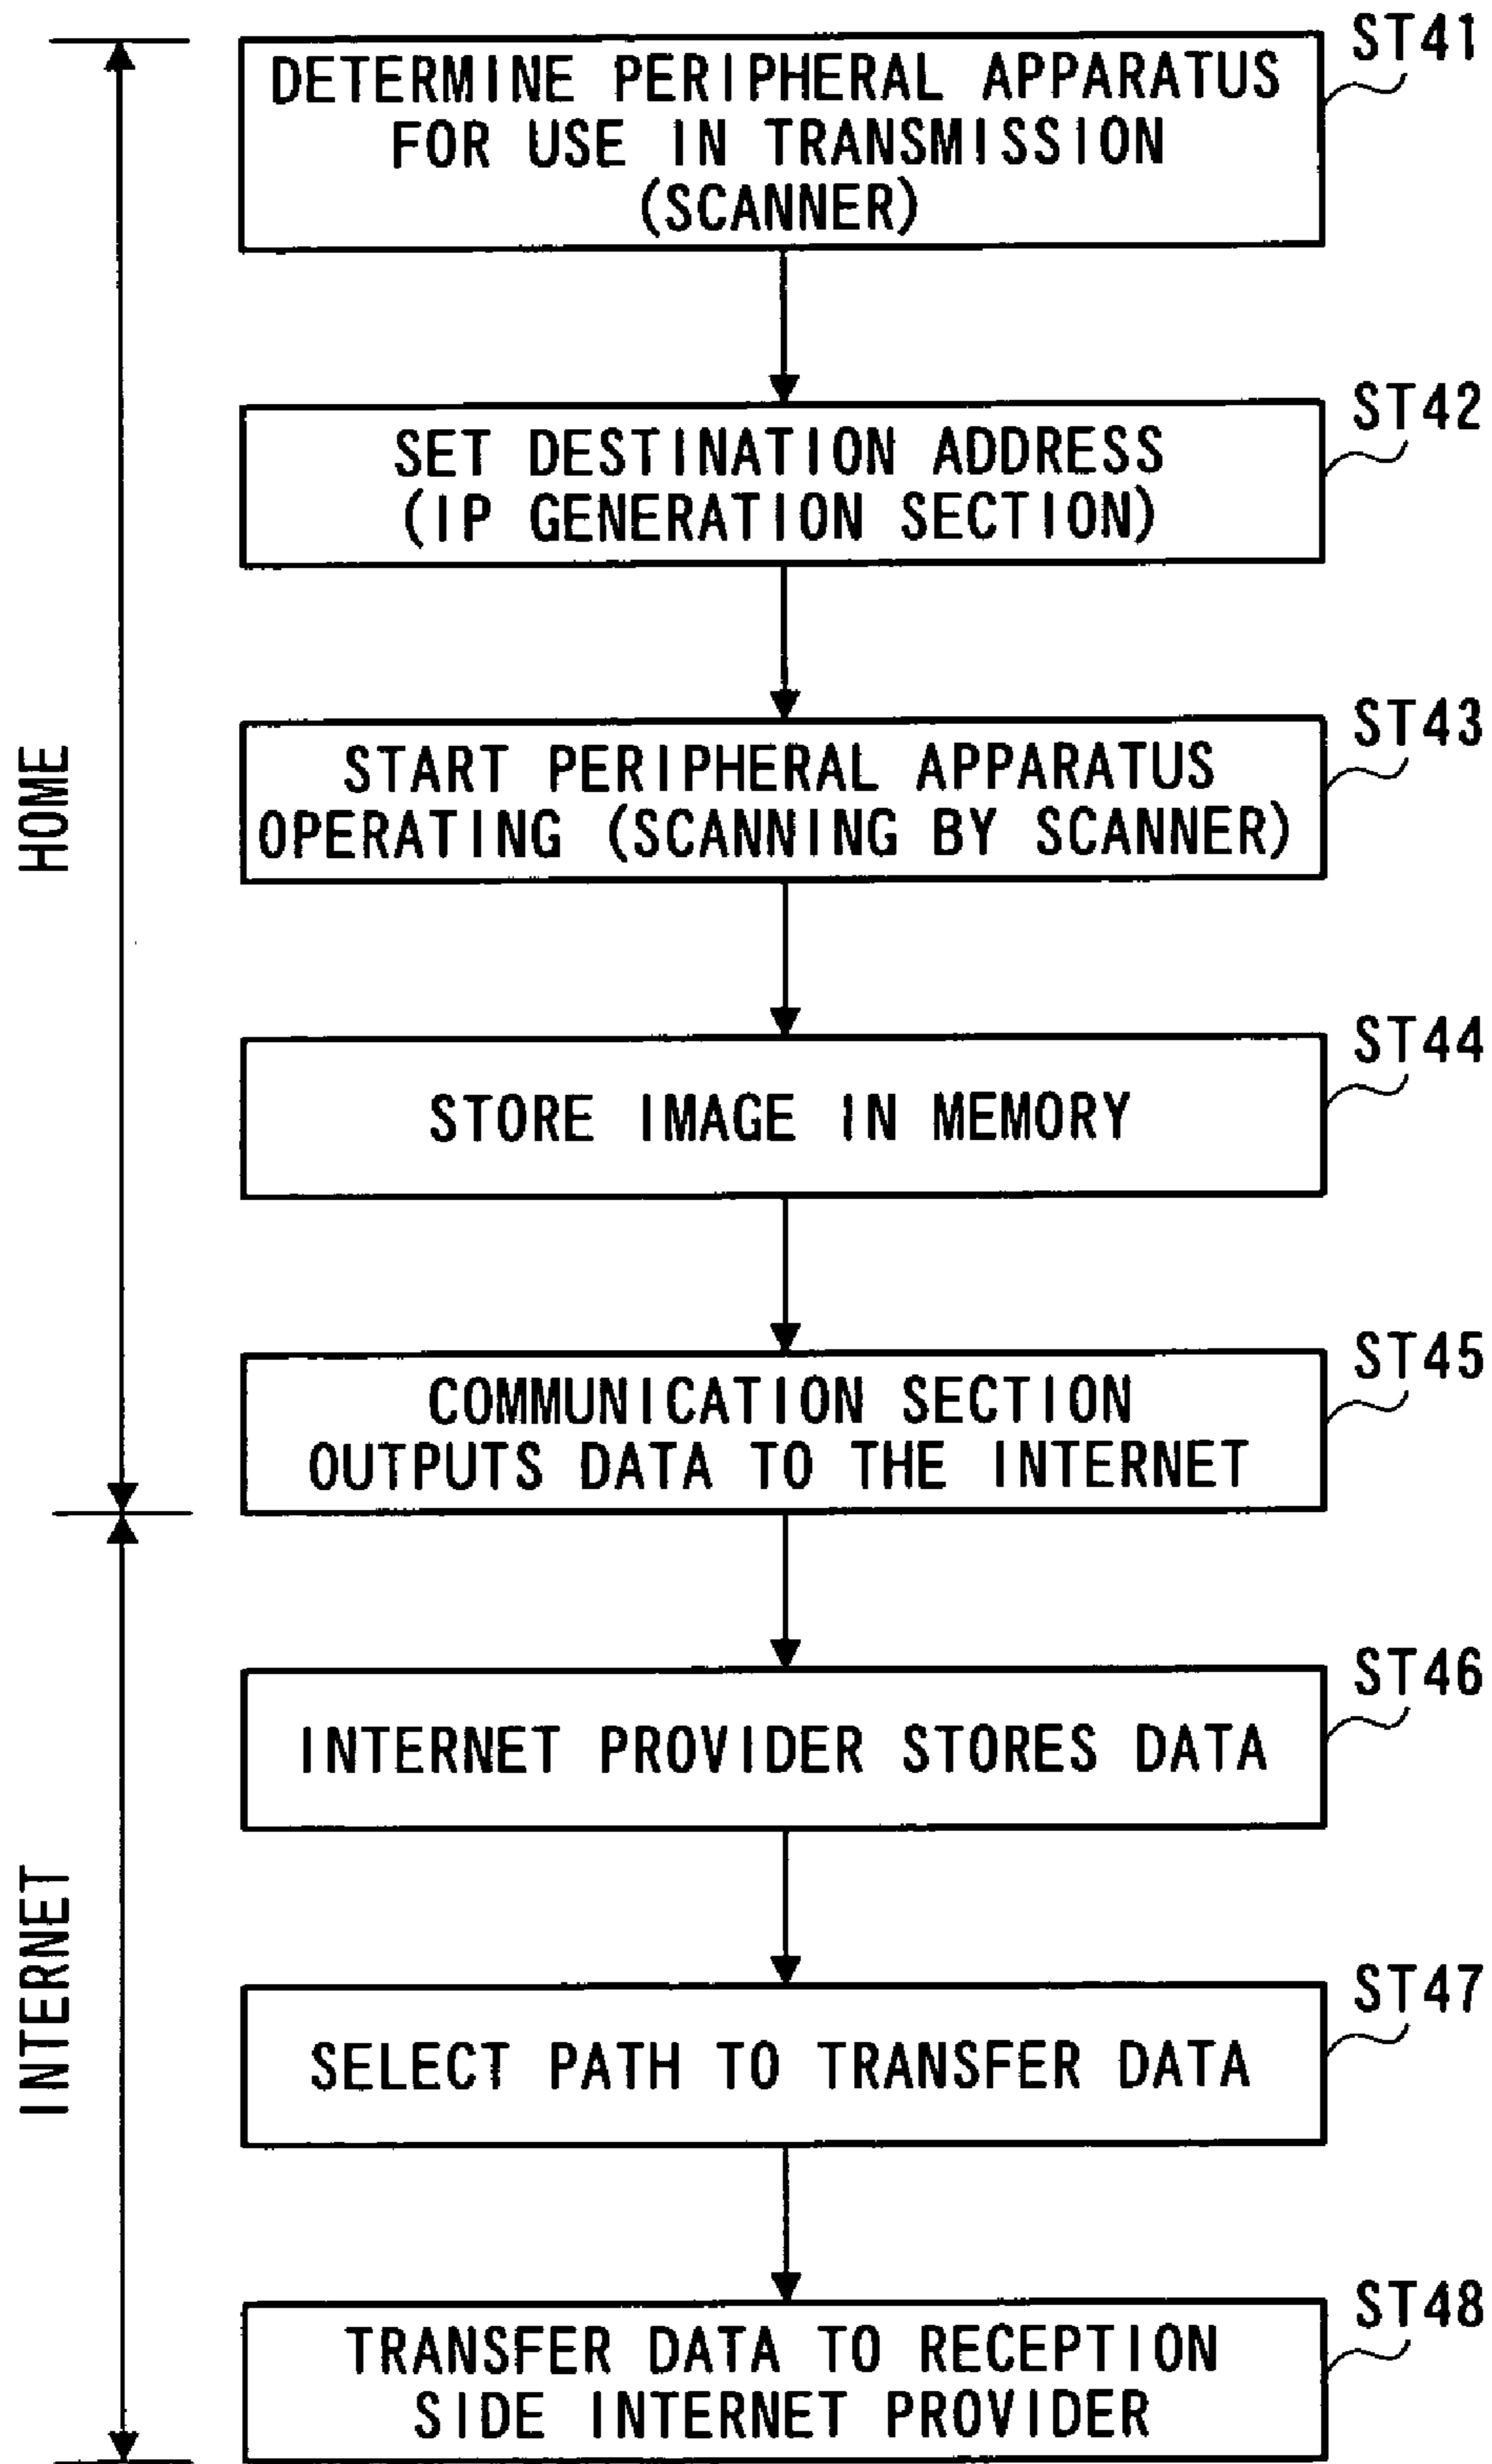 HOME
ST41
DETERMINE PERIPHERAL APPARATUS
FOR USE IN TRANSMISSION
(SCANNER)
ST42
SET DESTINATION ADDRESS
(IP GENERATION SECTION)
ST43
START PERIPHERAL APPARATUS
OPERATING (SCANNING BY SCANNER)
ST44
STORE IMAGE IN MEMORY
ST45
COMMUNICATION SECTION
OUTPUTS DATA TO THE INTERNET
INTERNET
ST46
INTERNET PROVIDER STORES DATA
ST47
SELECT PATH TO TRANSFER DATA
ST48
TRANSFER DATA TO RECEPTION
SIDE INTERNET PROVIDER